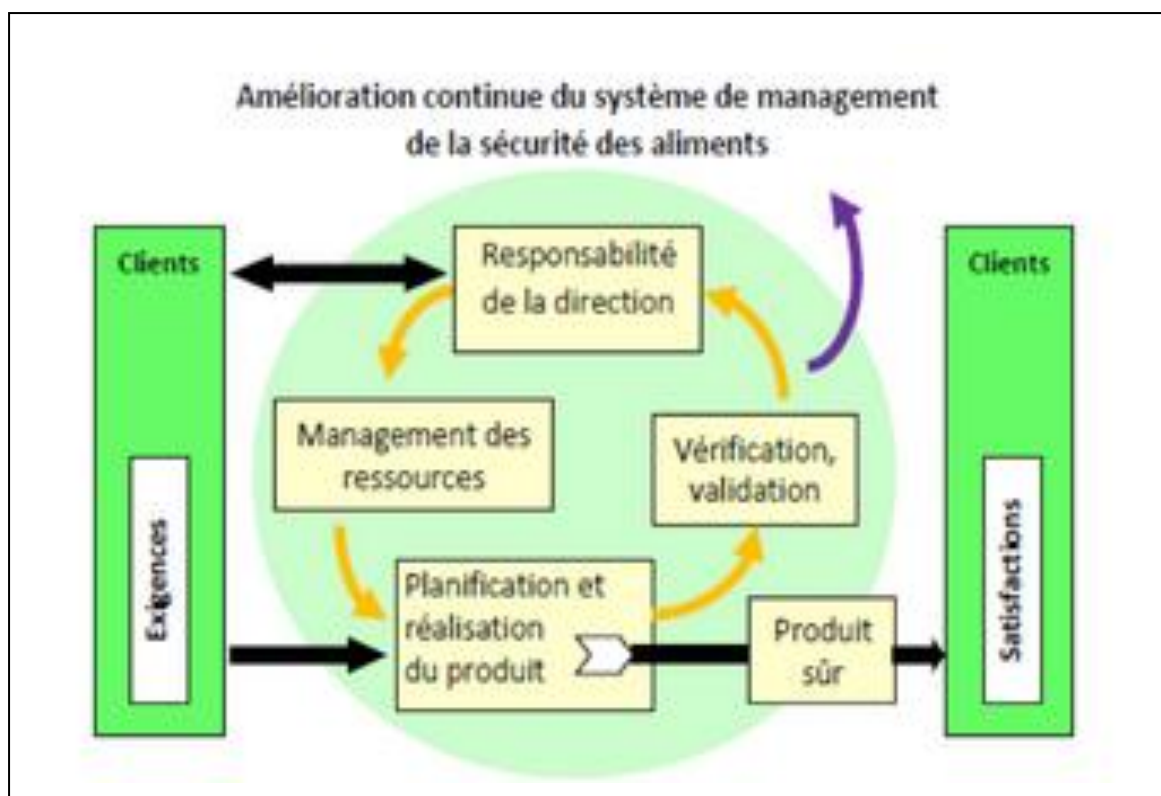 Amélioration continue du système de management
de la sécurité des aliments
Clients
Responsabilité
de la direction
Clients
Management des
ressources
Vérification,
validation
Exigences
Planification et
réalisation
du produit
Produit
sûr
Satisfactions